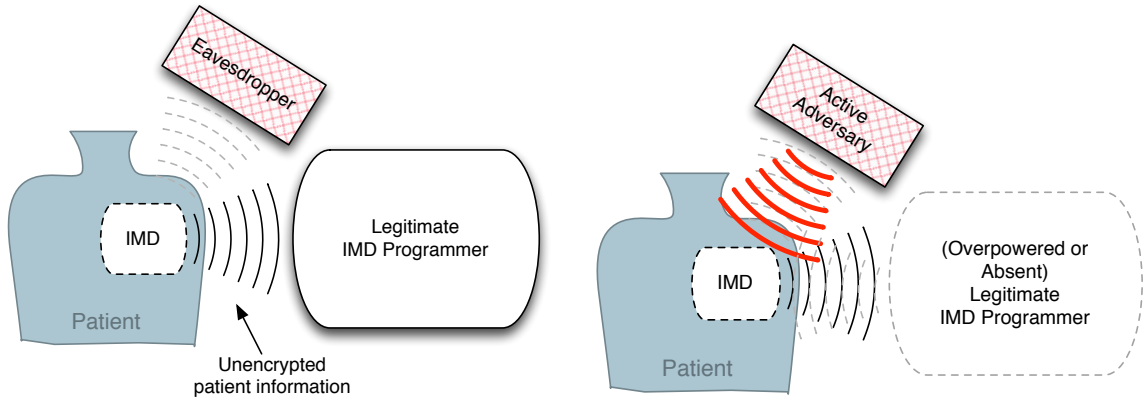 Eavesdropper
IMD
Legitimate
IMD Programmer
Patient
Unencrypted
patient information
Active
Adversary
IMD
(Overpowered or
Absent)
Legitimate
IMD Programmer
Patient